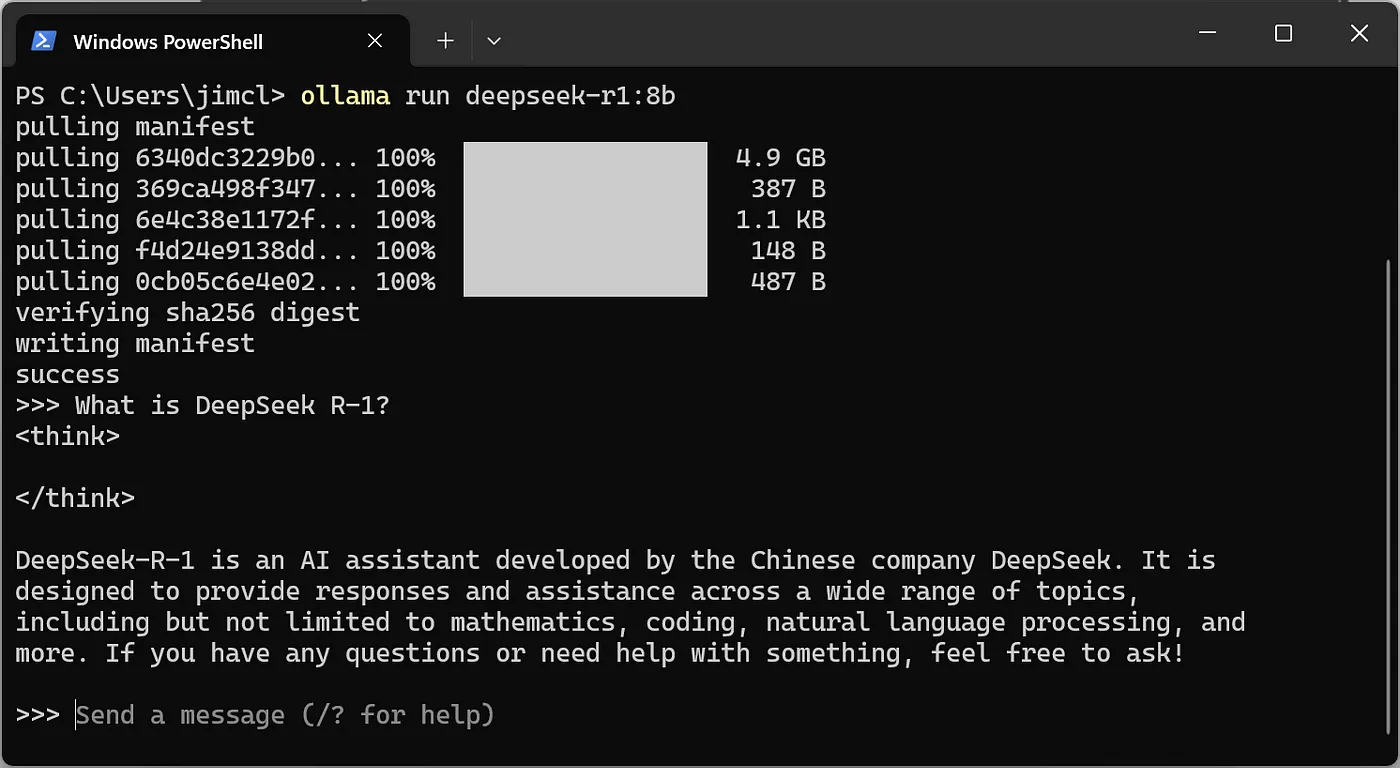 Windows PowerShell
PS C:\Users\jimcl> ollama run deepseek-r1:8b
pulling manifest
pulling 6340dc3229b0... 100% 4.9 GB
pulling 369ca498f347... 100% 387 B
pulling 6e4c38e1172f... 100% 1.1 KB
pulling f4d24e9138dd... 100% 148 B
pulling 0cb05c6e4e02... 100% 487 B
verifying sha256 digest
writing manifest
success
>>> What is DeepSeek R-1?
<think>
</think>
DeepSeek-R-1 is an AI assistant developed by the Chinese company DeepSeek. It is
designed to provide responses and assistance across a wide range of topics,
including but not limited to mathematics, coding, natural language processing, and
more. If you have any questions or need help with something, feel free to ask!
>>> Send a message (/? for help)